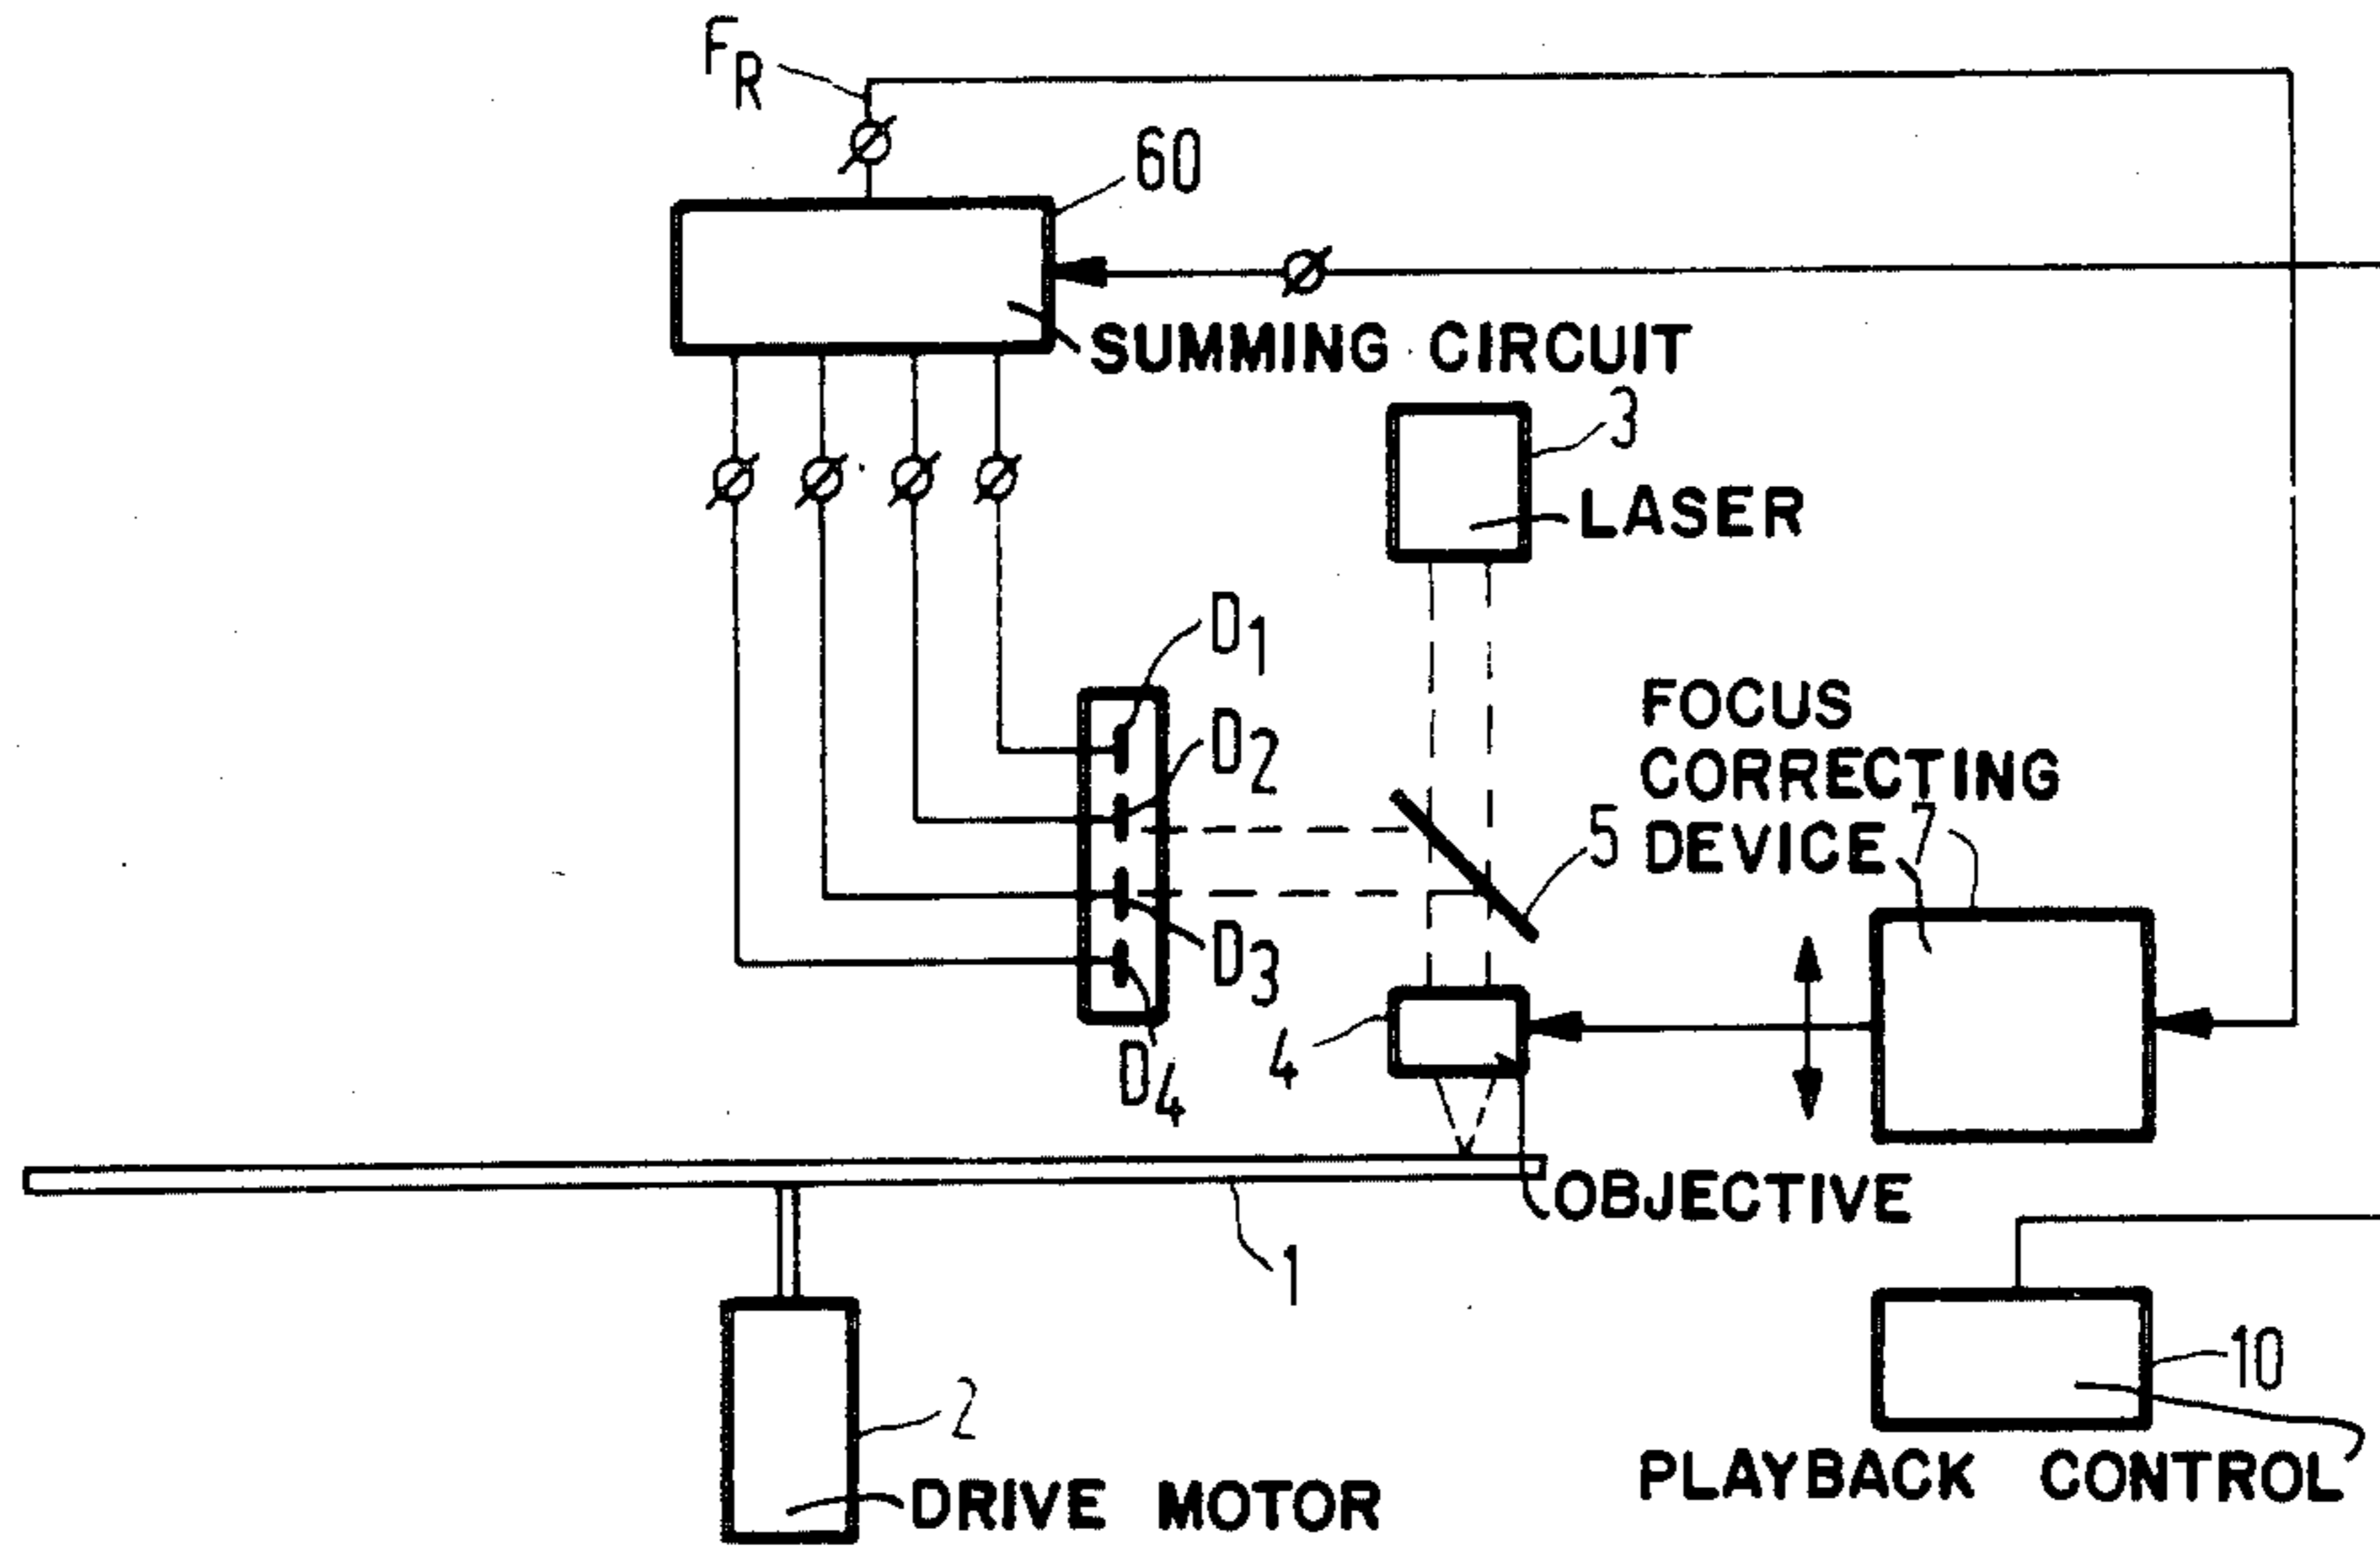 FR
60
SUMMING CIRCUIT
3
LASER
D1
D2
FOCUS
CORRECTING
DEVICE
7
5
D3
4
D4
OBJECTIVE
1
10
2
PLAYBACK CONTROL
DRIVE MOTOR